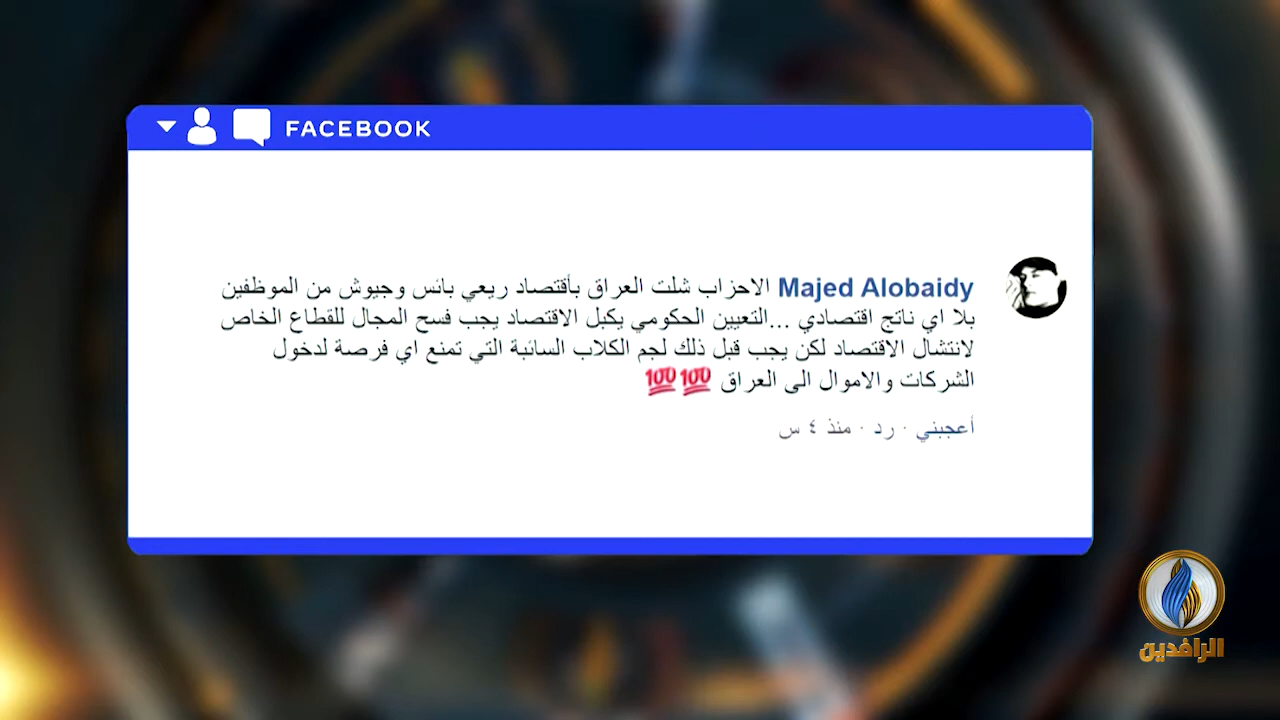 FACEBOOK
Majed Alobaidy الاحزاب شلت العراق بأقتصاد ريعي بائس وجيوش من الموظفين
بلا اي ناتج اقتصادي ...التعيين الحكومي يكبل الاقتصاد يجب فسح المجال للقطاع الخاص
لانتشال الاقتصاد لكن يجب قبل ذلك لجم الكلاب السائبة التي تمنع اي فرصة لدخول
الشركات والاموال الى العراق 💯💯
أعجبني · رد · منذ ٤ س
الرافدين